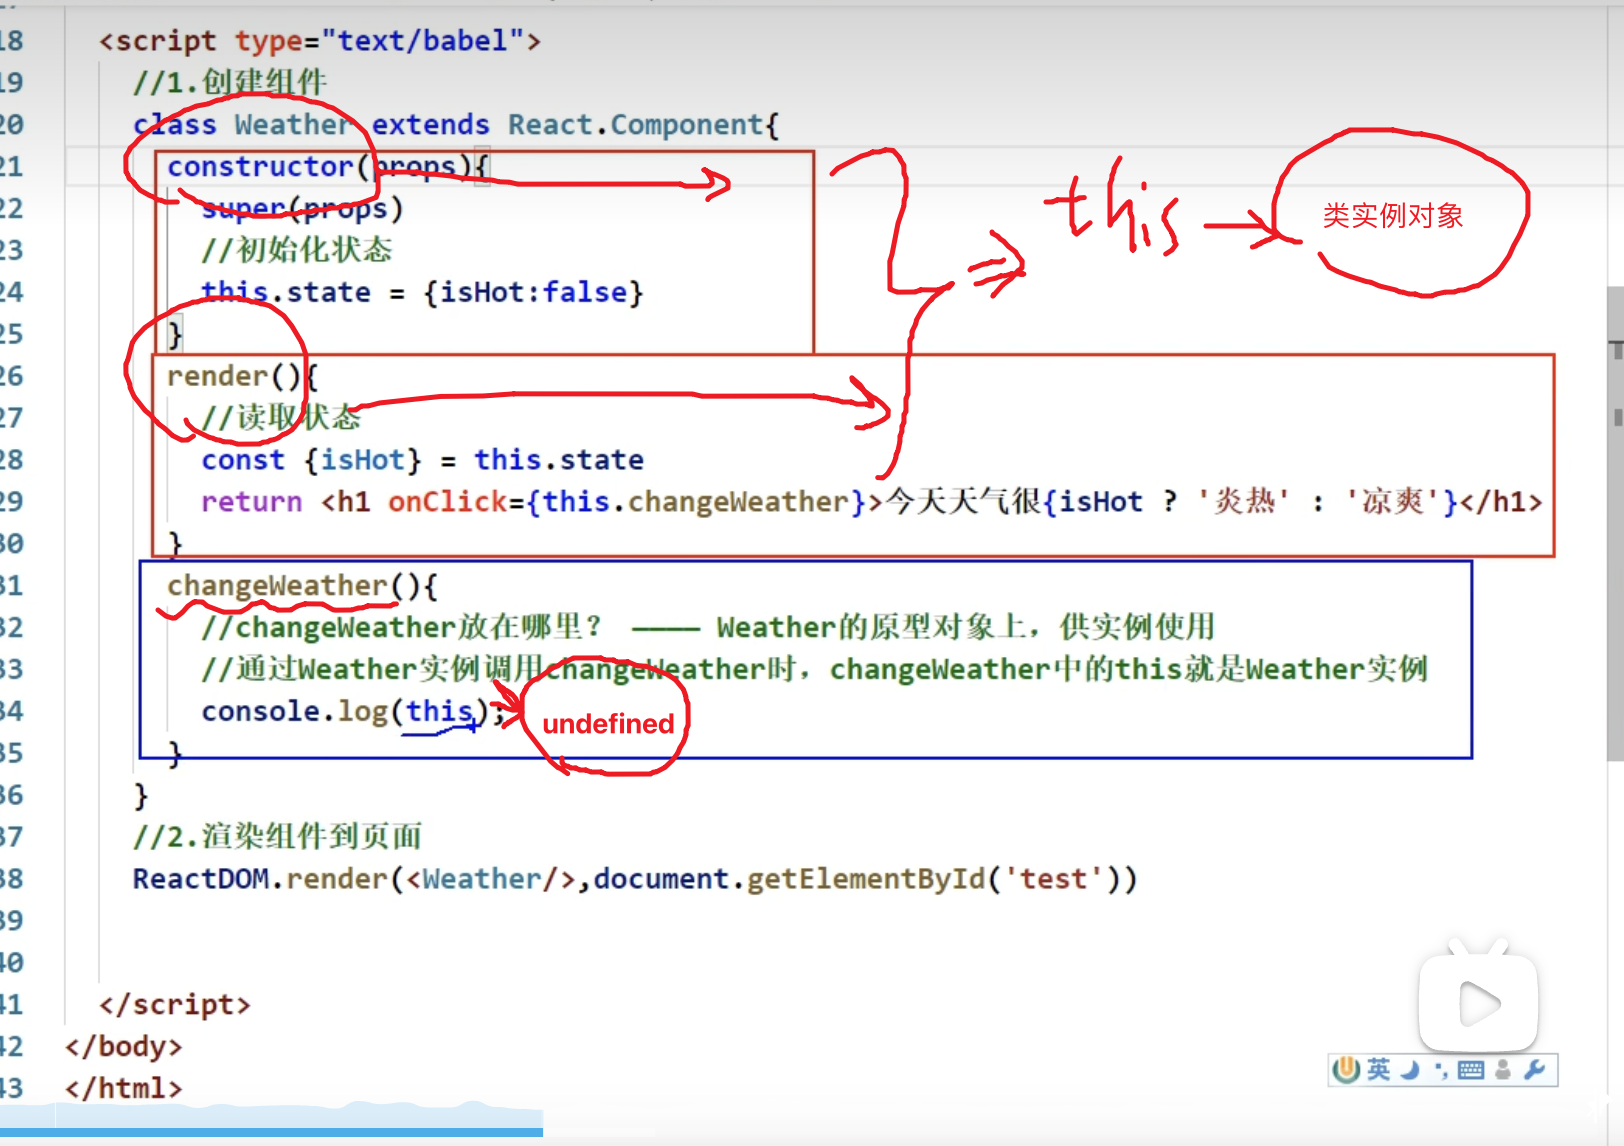 18 <script type="text/babel">
19 //1.创建组件
20 class Weather extends React.Component{
21 constructor(props){
22 super(props)
23 //初始化状态
24 this.state = {isHot:false}
25 }
26 render(){
27 //读取状态
28 const {isHot} = this.state
29 return <h1 onClick={this.changeWeather}>今天天气很{isHot ? '炎热' : '凉爽'}</h1>
30 }
31 changeWeather(){
32 //changeWeather放在哪里? ———— Weather的原型对象上，供实例使用
33 //通过Weather实例调用changeWeather时，changeWeather中的this就是Weather实例
34 console.log(this);
undefined
35 }
36 }
37 //2.渲染组件到页面
38 ReactDOM.render(<Weather/>,document.getElementById('test'))
39
40
41 </script>
42 </body>
43 </html>
this
类实例对象
英